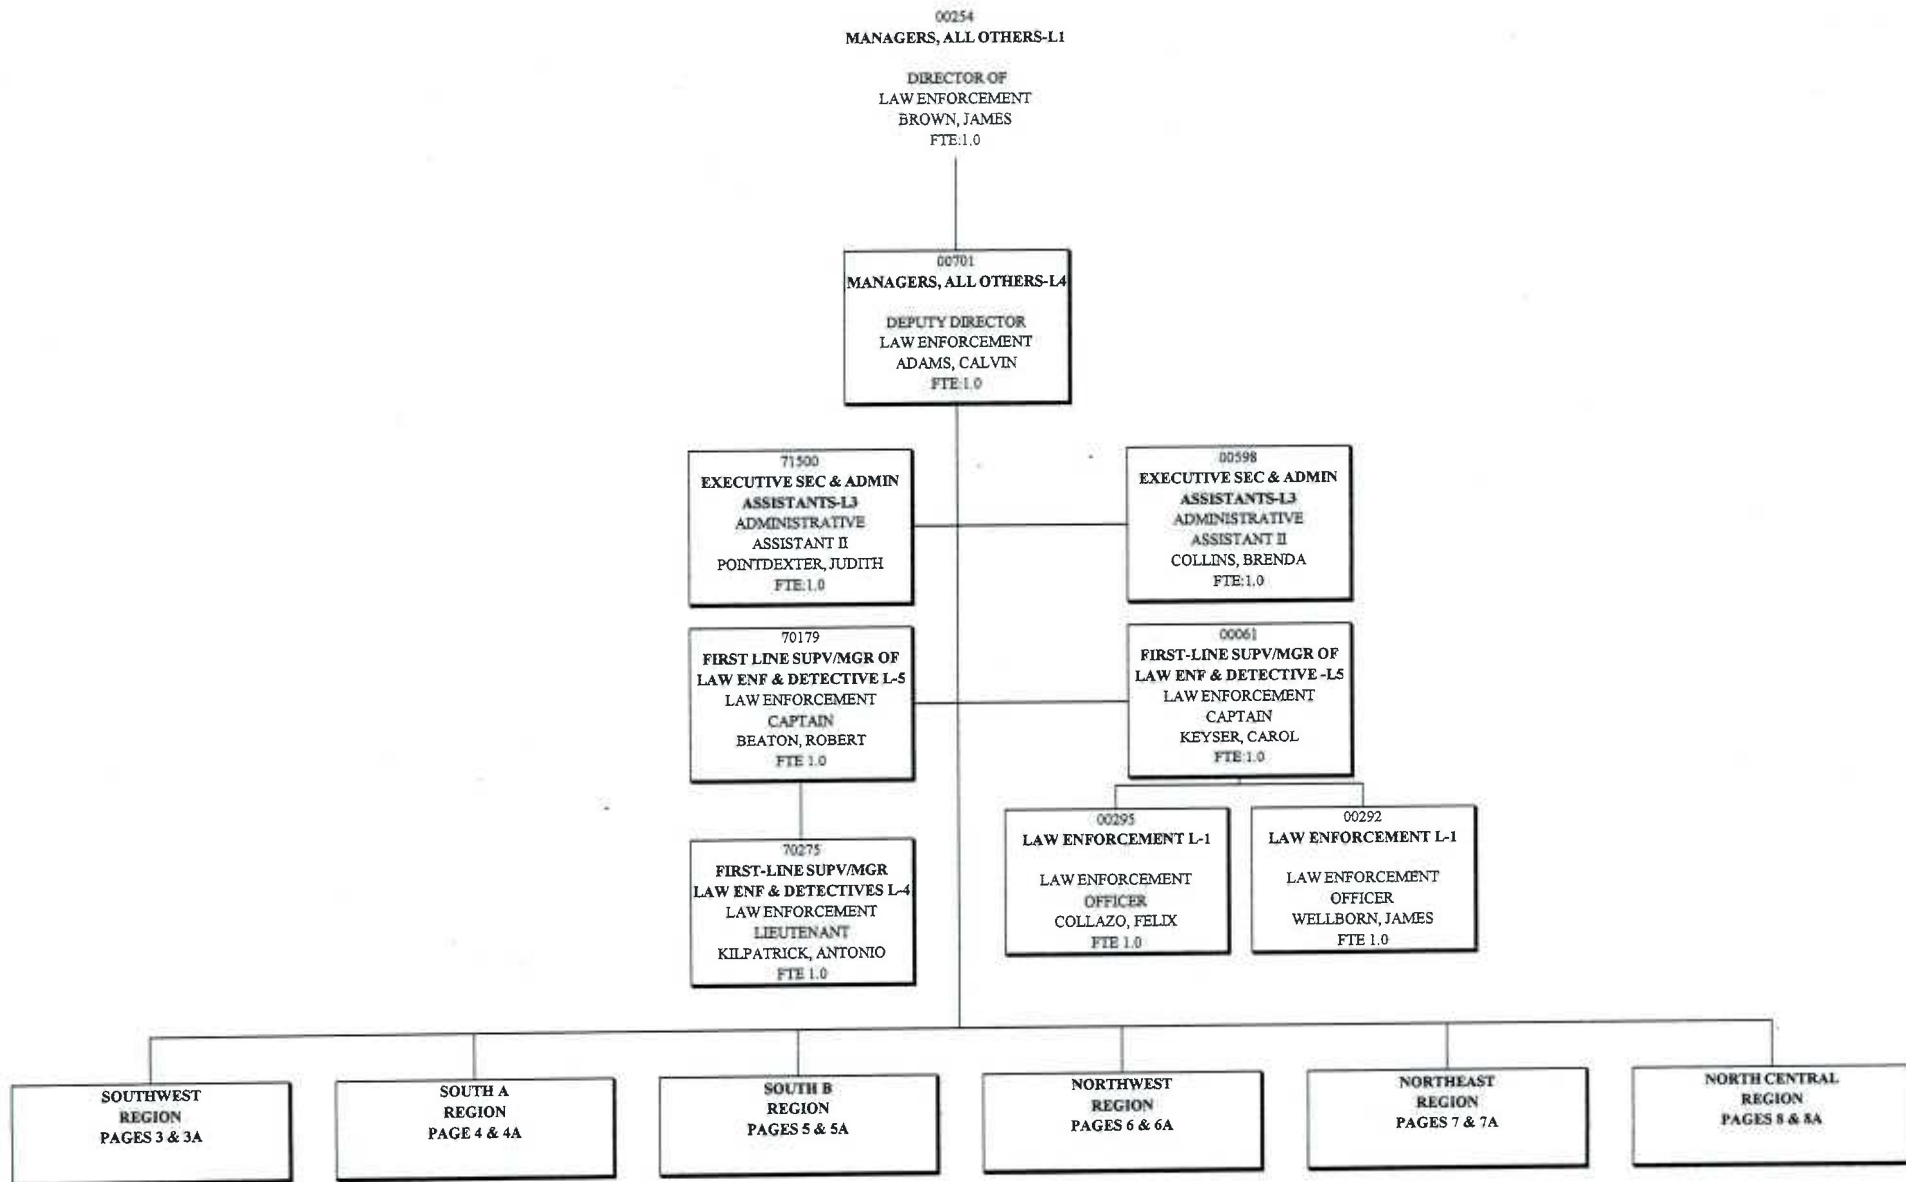 00254
MANAGERS, ALL OTHERS-L1
DIRECTOR OF
LAW ENFORCEMENT
BROWN, JAMES
FTE:1.0
00701
MANAGERS, ALL OTHERS-L4
DEPUTY DIRECTOR
LAW ENFORCEMENT
ADAMS, CALVIN
FTE:1.0
71500
EXECUTIVE SEC & ADMIN
ASSISTANTS-L3
ADMINISTRATIVE
ASSISTANT II
POINTDEXTER, JUDITH
FTE:1.0
00598
EXECUTIVE SEC & ADMIN
ASSISTANTS-L3
ADMINISTRATIVE
ASSISTANT II
COLLINS, BRENDA
FTE:1.0
70179
FIRST LINE SUPV/MGR OF
LAW ENF & DETECTIVE L-5
LAW ENFORCEMENT
CAPTAIN
BEATON, ROBERT
FTE 1.0
00061
FIRST-LINE SUPV/MGR OF
LAW ENF & DETECTIVE -L5
LAW ENFORCEMENT
CAPTAIN
KEYSER, CAROL
FTE:1.0
70275
FIRST-LINE SUPV/MGR
LAW ENF & DETECTIVES L-4
LAW ENFORCEMENT
LIEUTENANT
KILPATRICK, ANTONIO
FTE 1.0
00295
LAW ENFORCEMENT L-1
LAW ENFORCEMENT
OFFICER
COLLAZO, FELIX
FTE 1.0
00292
LAW ENFORCEMENT L-1
LAW ENFORCEMENT
OFFICER
WELLBORN, JAMES
FTE 1.0
SOUTHWEST
REGION
PAGES 3 & 3A
SOUTH A
REGION
PAGE 4 & 4A
SOUTH B
REGION
PAGES 5 & 5A
NORTHWEST
REGION
PAGES 6 & 6A
NORTHEAST
REGION
PAGES 7 & 7A
NORTH CENTRAL
REGION
PAGES 8 & 8A